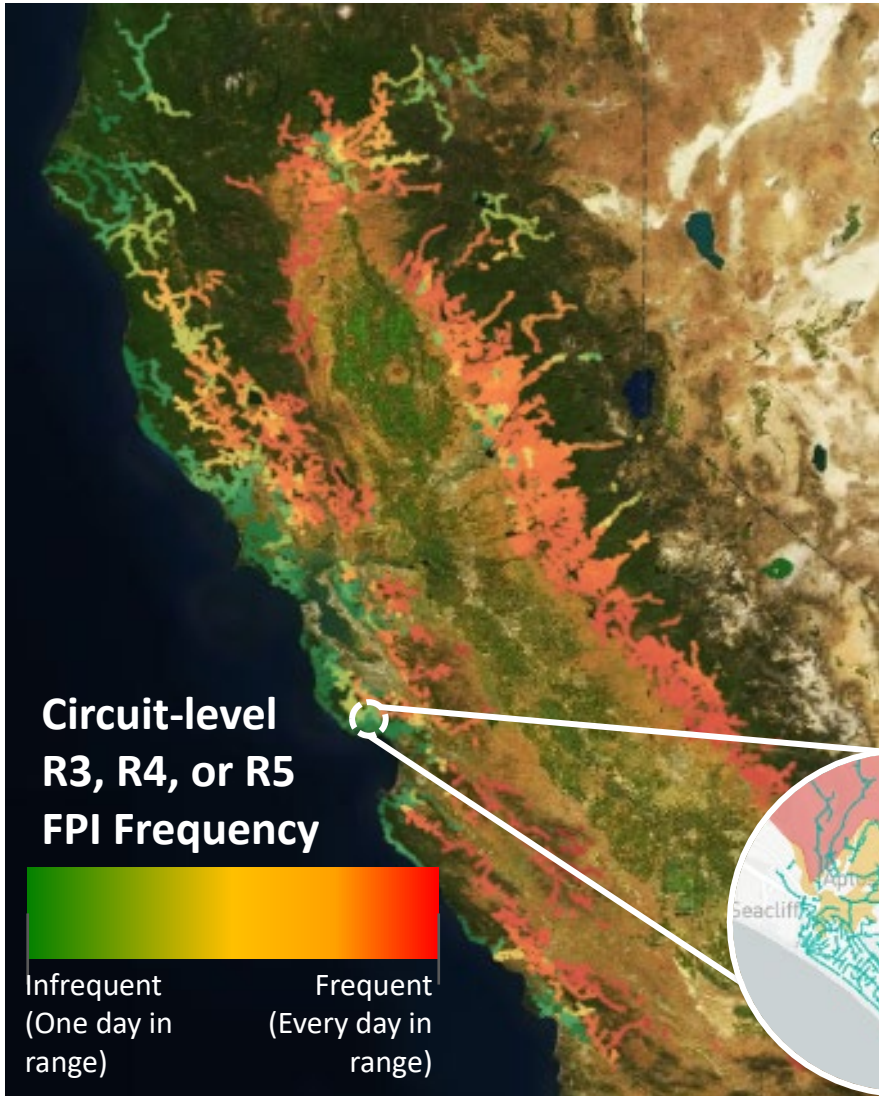 Circuit-level
R3, R4, or R5
FPI Frequency
Infrequent
(One day in
range)
Frequent
(Every day in
range)
Seacliff